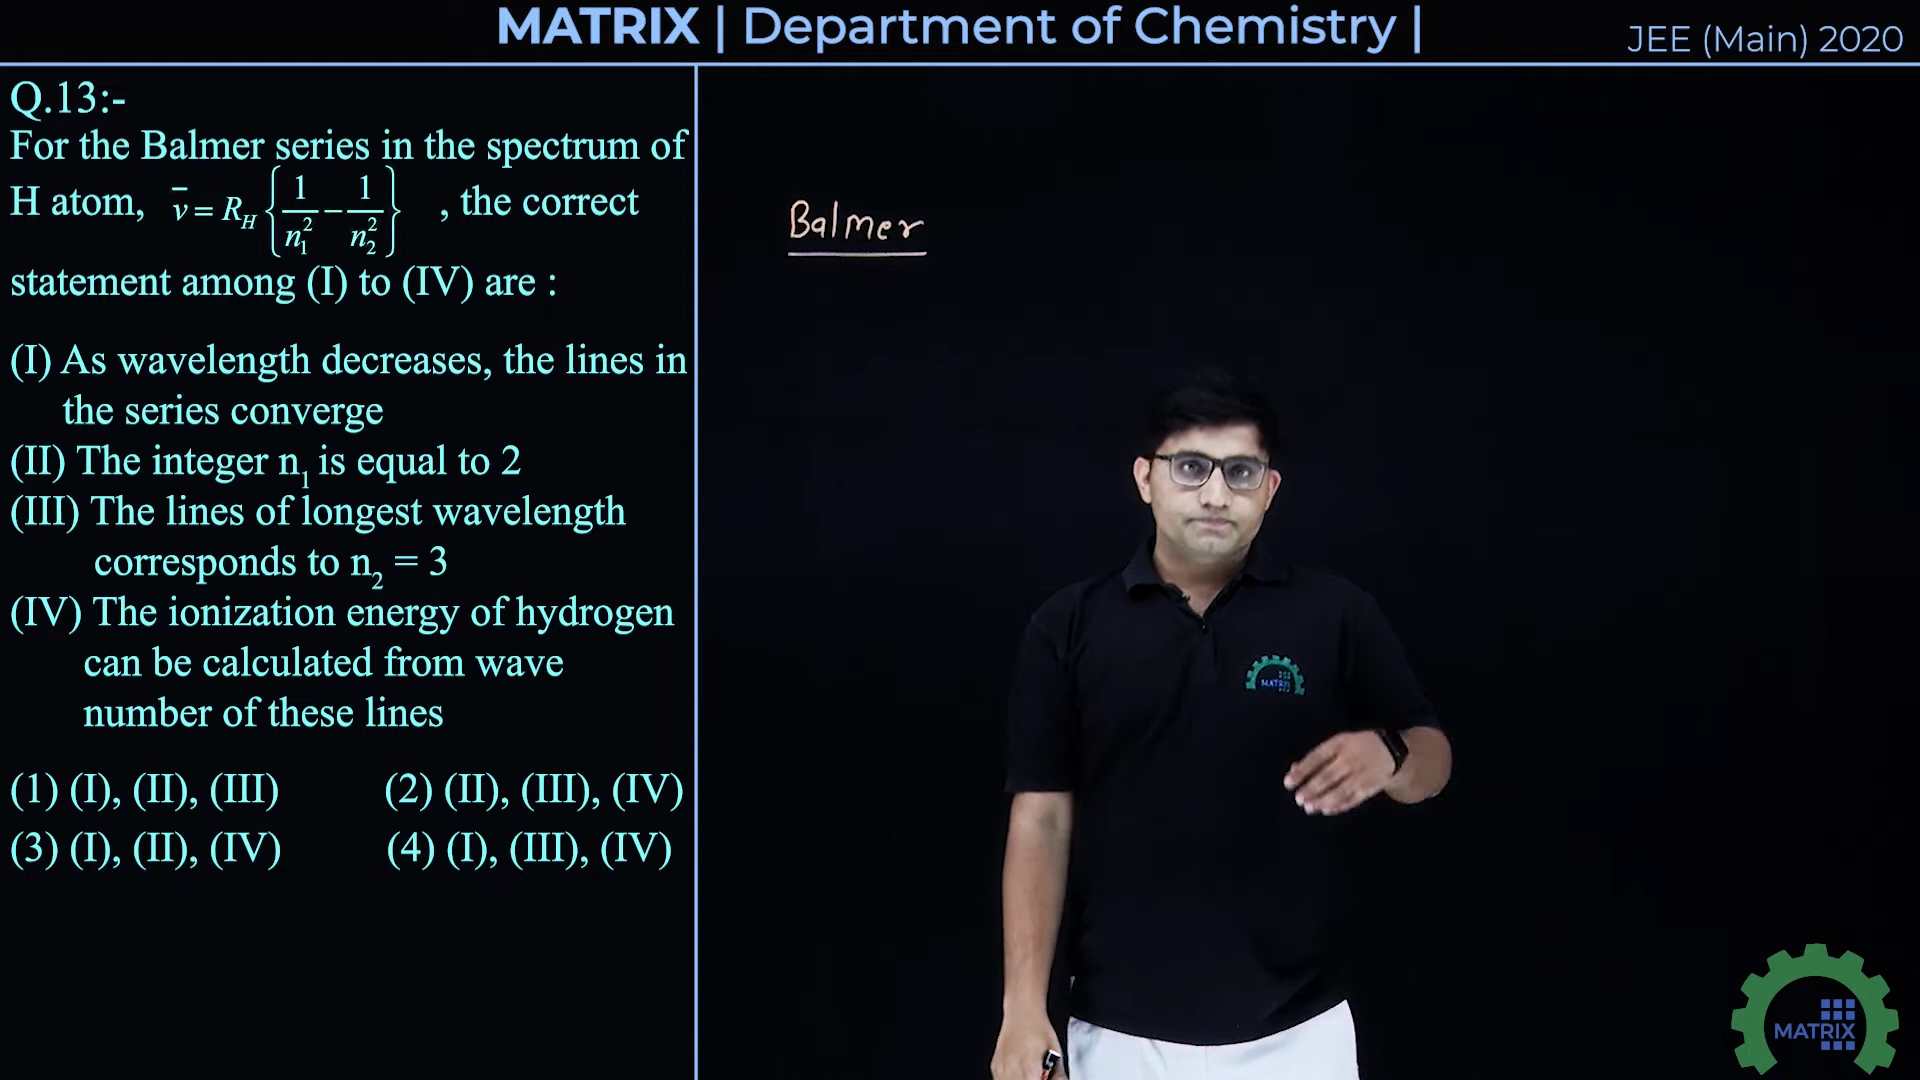 MATRIX | Department of Chemistry |
JEE (Main) 2020
Q.13:-
For the Balmer series in the spectrum of
H atom, v̅ = R_H {1/n₁² − 1/n₂²} , the correct
statement among (I) to (IV) are :
(I) As wavelength decreases, the lines in
the series converge
(II) The integer n₁ is equal to 2
(III) The lines of longest wavelength
corresponds to n₂ = 3
(IV) The ionization energy of hydrogen
can be calculated from wave
number of these lines
(1) (I), (II), (III) (2) (II), (III), (IV)
(3) (I), (II), (IV) (4) (I), (III), (IV)
Balmer
MATRIX
MATRIX